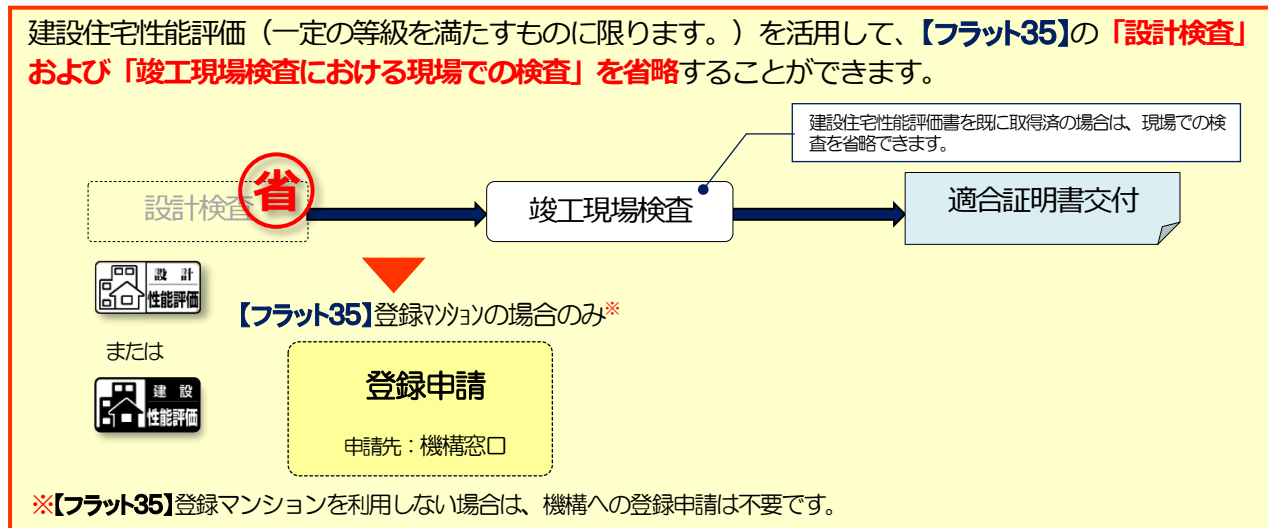 建設住宅性能評価（一定の等級を満たすものに限ります。）を活用して、【フラット35】の「設計検査」
および「竣工現場検査における現場での検査」を省略することができます。
建設住宅性能評価書を既に取得済の場合は、現場での検
査を省略できます。
設計検査
省
竣工現場検査
適合証明書交付
設計
性能評価
【フラット35】登録ﾏﾝｼｮﾝの場合のみ※
または
建設
性能評価
登録申請
申請先：機構窓口
※【フラット35】登録マンションを利用しない場合は、機構への登録申請は不要です。